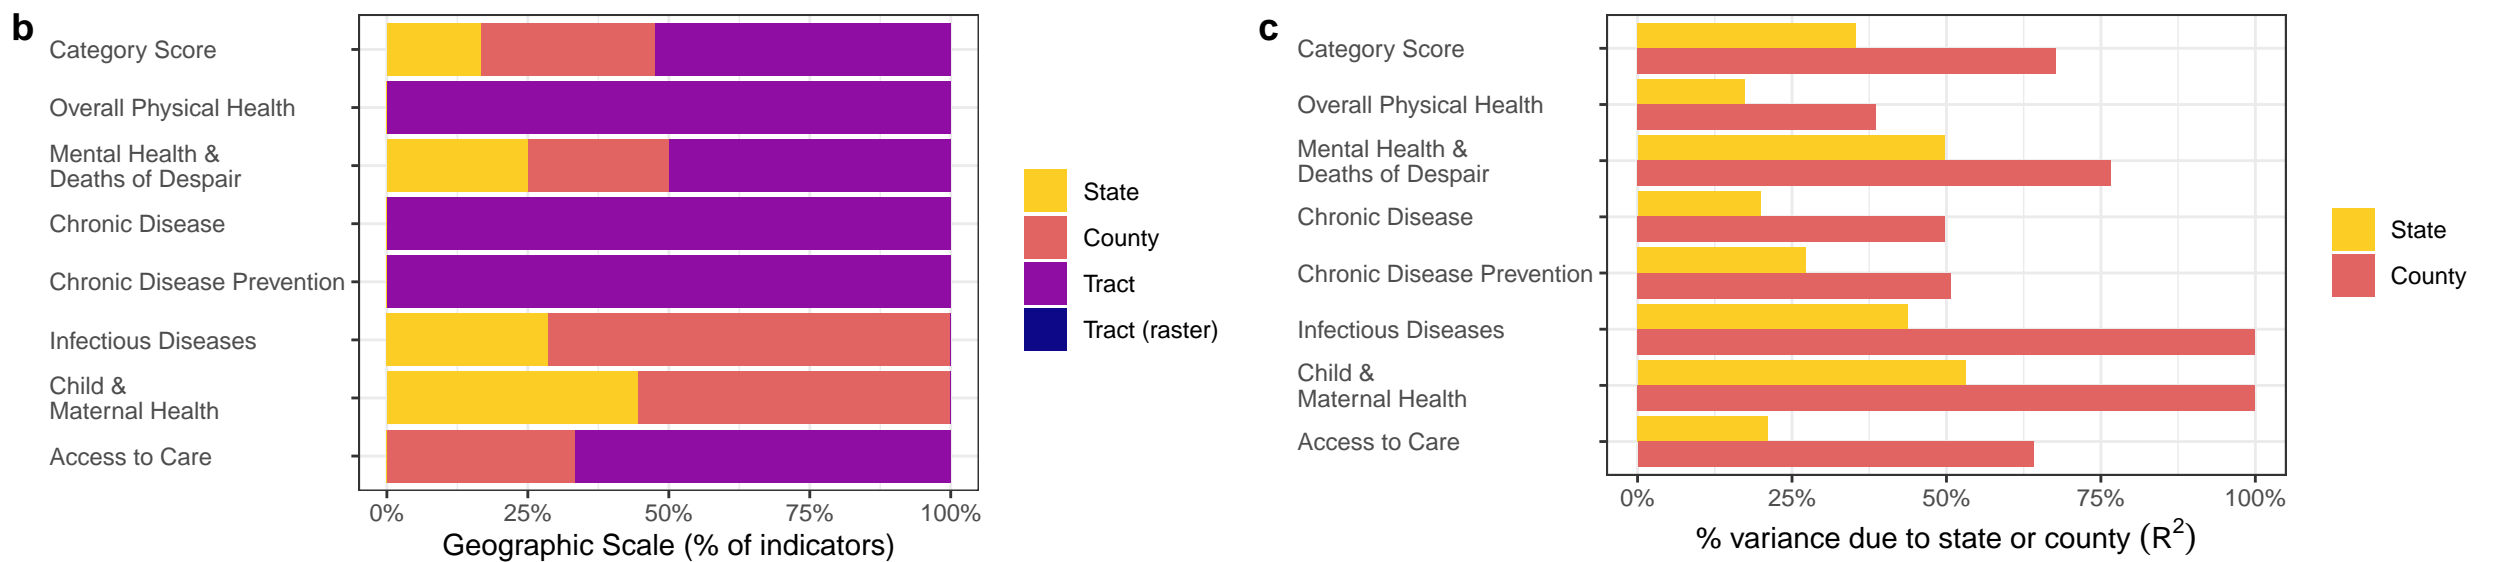 b
Category Score
Overall Physical Health
Mental Health &
Deaths of Despair
Chronic Disease
Chronic Disease Prevention
Infectious Diseases
Child &
Maternal Health
Access to Care
0% 25% 50% 75% 100%
Geographic Scale (% of indicators)
State
County
Tract
Tract (raster)
c
Category Score
Overall Physical Health
Mental Health &
Deaths of Despair
Chronic Disease
Chronic Disease Prevention
Infectious Diseases
Child &
Maternal Health
Access to Care
0% 25% 50% 75% 100%
% variance due to state or county (R²)
State
County